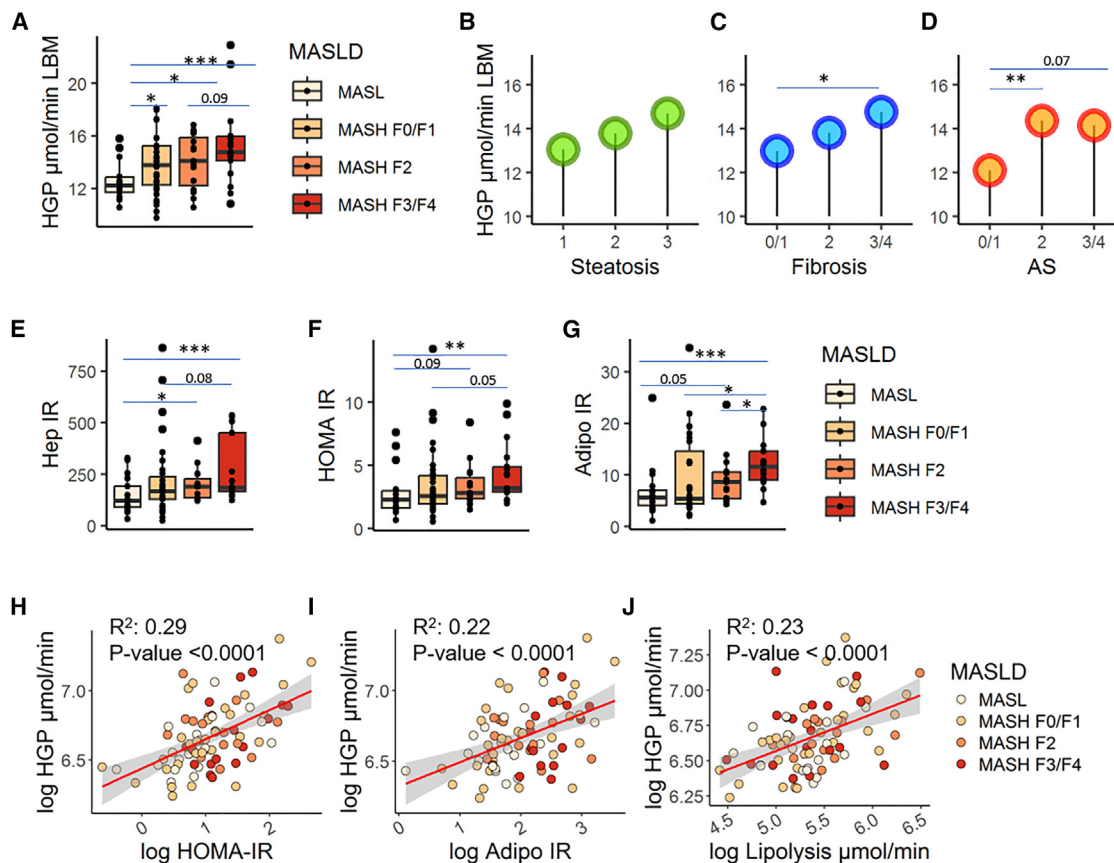 A
HGP µmol/min LBM
20
16
12
***
*
*
0.09
MASLD
MASL
MASH F0/F1
MASH F2
MASH F3/F4
B
HGP µmol/min LBM
16
14
12
10
1 2 3
Steatosis
C
16
14
12
10
*
0/1 2 3/4
Fibrosis
D
16
14
12
10
0.07
**
0/1 2 3/4
AS
E
Hep IR
750
500
250
0
***
0.08
*
F
HOMA IR
10
5
0
**
0.09
0.05
G
Adipo IR
30
20
10
0
***
0.05
*
*
MASLD
MASL
MASH F0/F1
MASH F2
MASH F3/F4
H
R²: 0.29
P-value <0.0001
log HGP µmol/min
7.0
6.5
0 1 2
log HOMA-IR
I
R²: 0.22
P-value < 0.0001
log HGP µmol/min
7.0
6.5
0 1 2 3
log Adipo IR
J
R²: 0.23
P-value < 0.0001
log HGP µmol/min
7.25
7.00
6.75
6.50
6.25
4.5 5.0 5.5 6.0 6.5
log Lipolysis µmol/min
MASLD
MASL
MASH F0/F1
MASH F2
MASH F3/F4